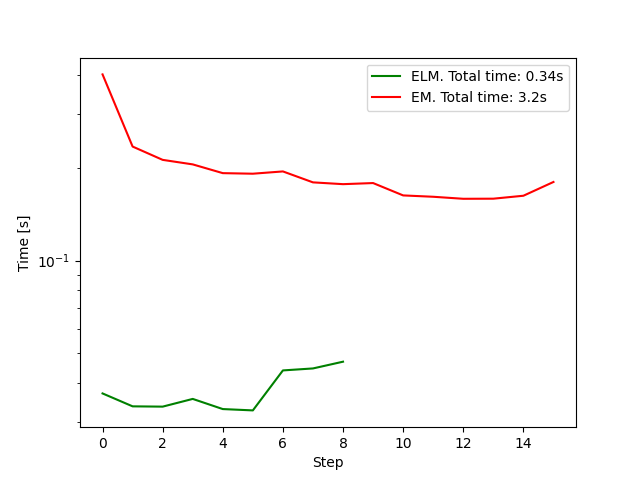 ELM. Total time: 0.34s
EM. Total time: 3.2s
Time [s]
10⁻¹
0 2 4 6 8 10 12 14
Step